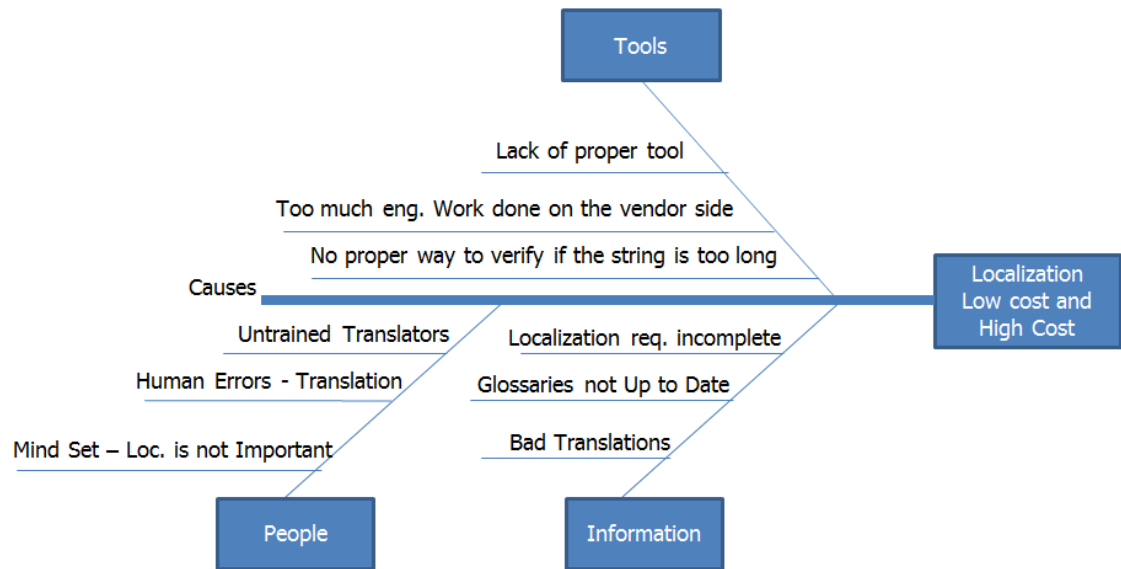 Tools
Lack of proper tool
Too much eng. Work done on the vendor side
No proper way to verify if the string is too long
Causes
Localization
Low cost and
High Cost
Untrained Translators
Human Errors - Translation
Mind Set – Loc. is not Important
Localization req. incomplete
Glossaries not Up to Date
Bad Translations
People
Information